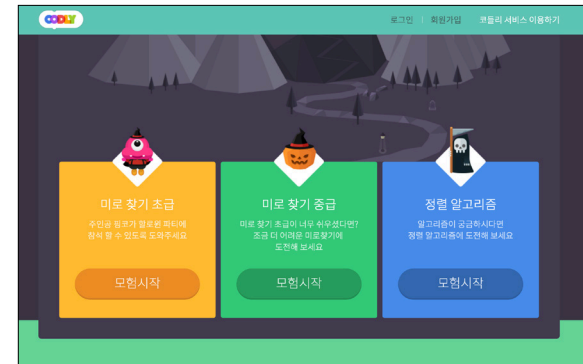 CODLY
로그인 | 회원가입 코들리 서비스 이용하기
미로 찾기 초급
주인공 핑코가 할로윈 파티에
참석 할 수 있도록 도와주세요
모험시작
미로 찾기 중급
미로 찾기 초급이 너무 쉬우셨다면?
조금 더 어려운 미로찾기에
도전해 보세요
모험시작
정렬 알고리즘
알고리즘이 궁금하시다면
정렬 알고리즘에 도전해 보세요
모험시작